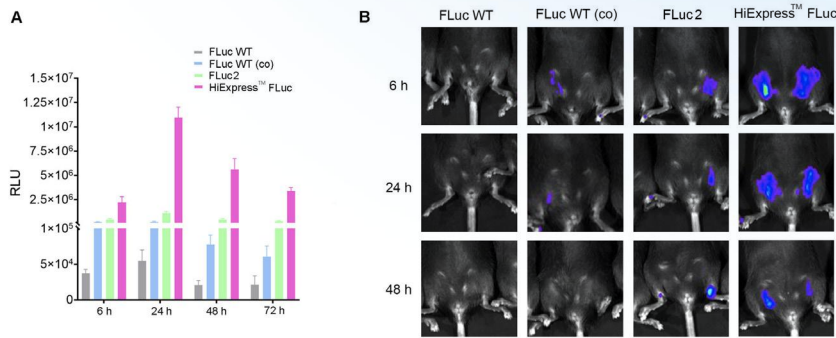 A
FLuc WT
FLuc WT (co)
FLuc2
HiExpress™ FLuc
1.5×10⁷
1.25×10⁷
1×10⁷
7.5×10⁶
5×10⁶
2.5×10⁶
1×10⁵
5×10⁴
0
RLU
6 h 24 h 48 h 72 h
B
FLuc WT FLuc WT (co) FLuc2 HiExpress™ FLuc
6 h
24 h
48 h